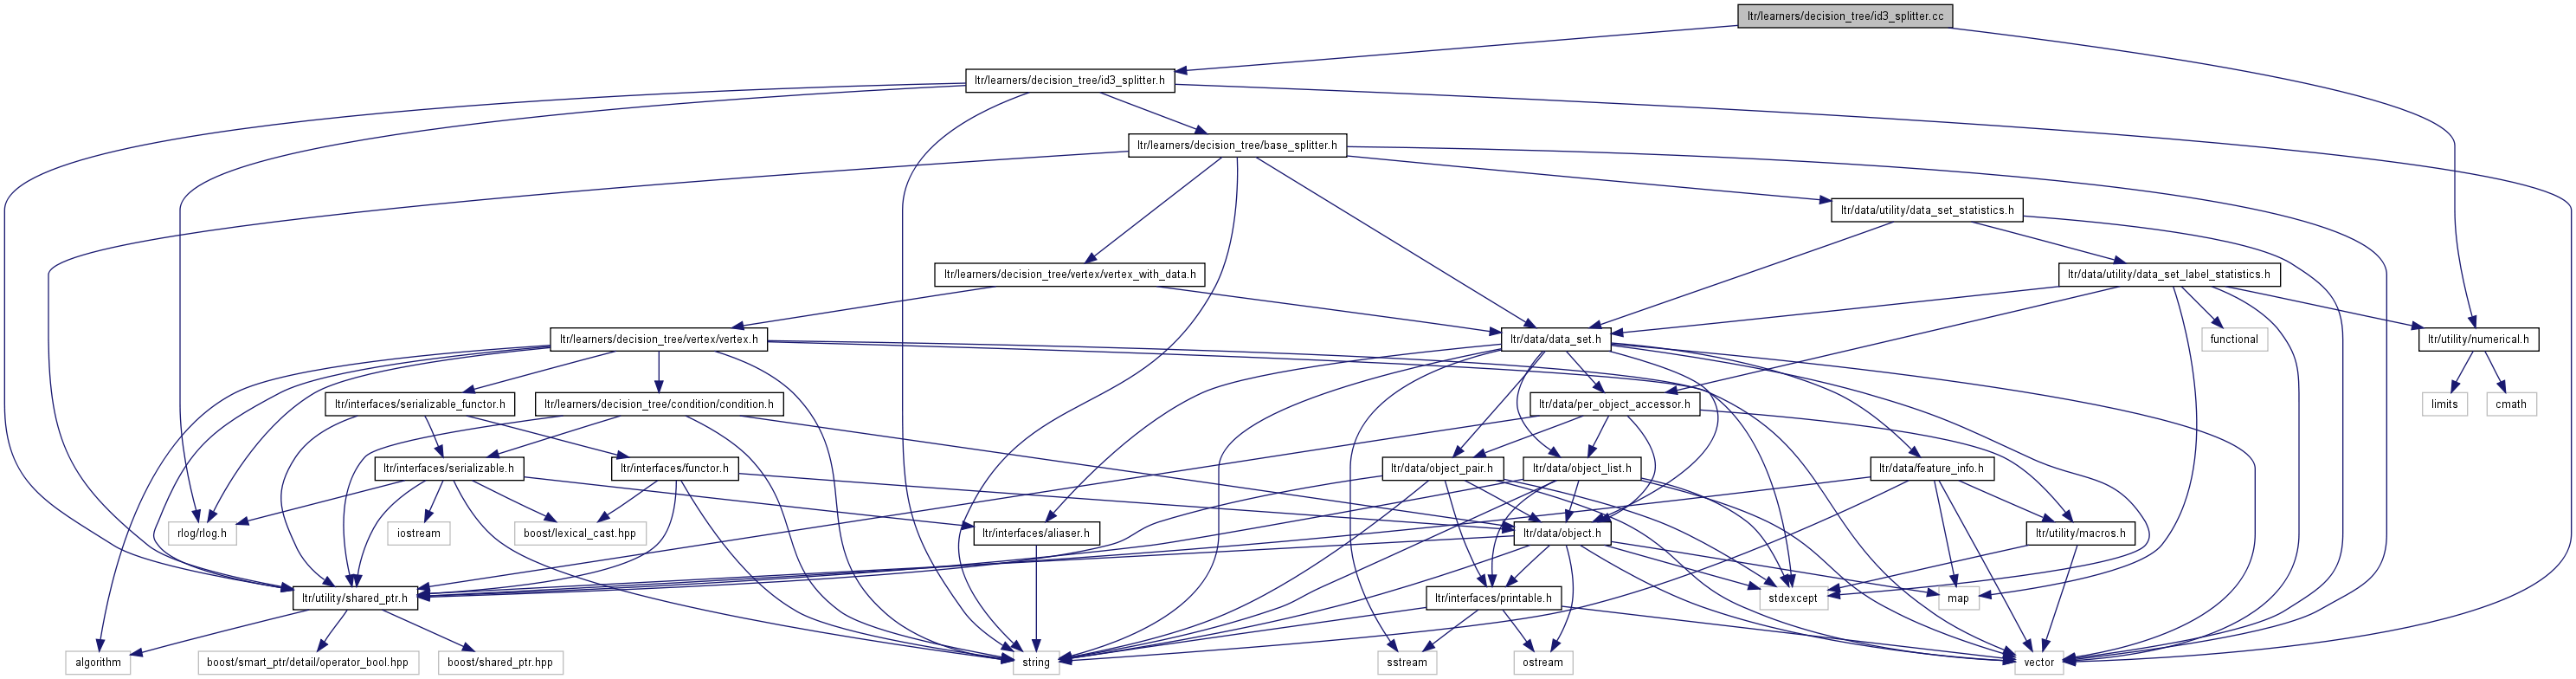 ltr/learners/decision_tree/id3_splitter.cc
ltr/learners/decision_tree/id3_splitter.h
ltr/learners/decision_tree/base_splitter.h
ltr/data/utility/data_set_statistics.h
ltr/learners/decision_tree/vertex/vertex_with_data.h
ltr/data/utility/data_set_label_statistics.h
ltr/learners/decision_tree/vertex/vertex.h
ltr/data/data_set.h
functional
ltr/utility/numerical.h
ltr/interfaces/serializable_functor.h
ltr/learners/decision_tree/condition/condition.h
ltr/data/per_object_accessor.h
limits
cmath
ltr/interfaces/serializable.h
ltr/interfaces/functor.h
ltr/data/object_pair.h
ltr/data/object_list.h
ltr/data/feature_info.h
rlog/rlog.h
iostream
boost/lexical_cast.hpp
ltr/interfaces/aliaser.h
ltr/data/object.h
ltr/utility/macros.h
ltr/utility/shared_ptr.h
ltr/interfaces/printable.h
stdexcept
map
algorithm
boost/smart_ptr/detail/operator_bool.hpp
boost/shared_ptr.hpp
string
sstream
ostream
vector